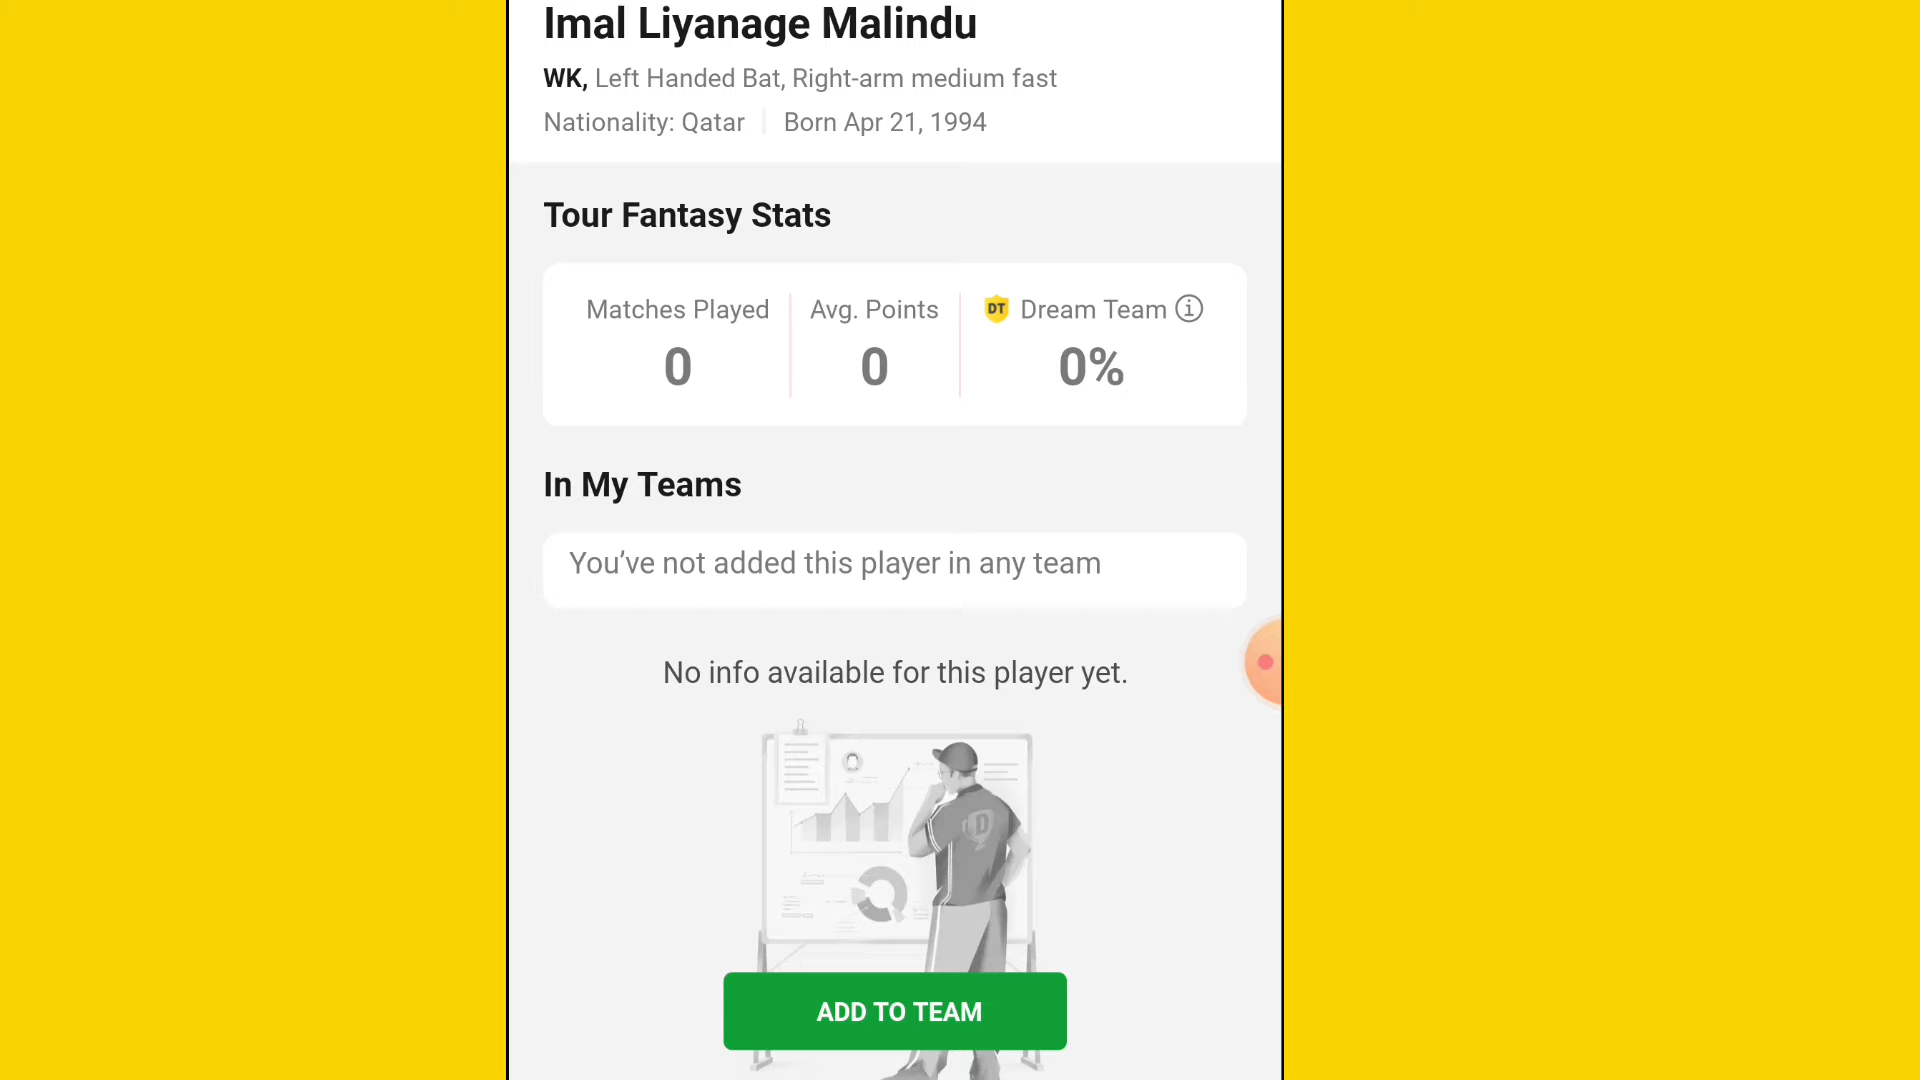 Imal Liyanage Malindu
WK, Left Handed Bat, Right-arm medium fast
Nationality: Qatar
Born Apr 21, 1994
Tour Fantasy Stats
Matches Played
0
Avg. Points
0
DT Dream Team
0%
In My Teams
You’ve not added this player in any team
No info available for this player yet.
D
ADD TO TEAM